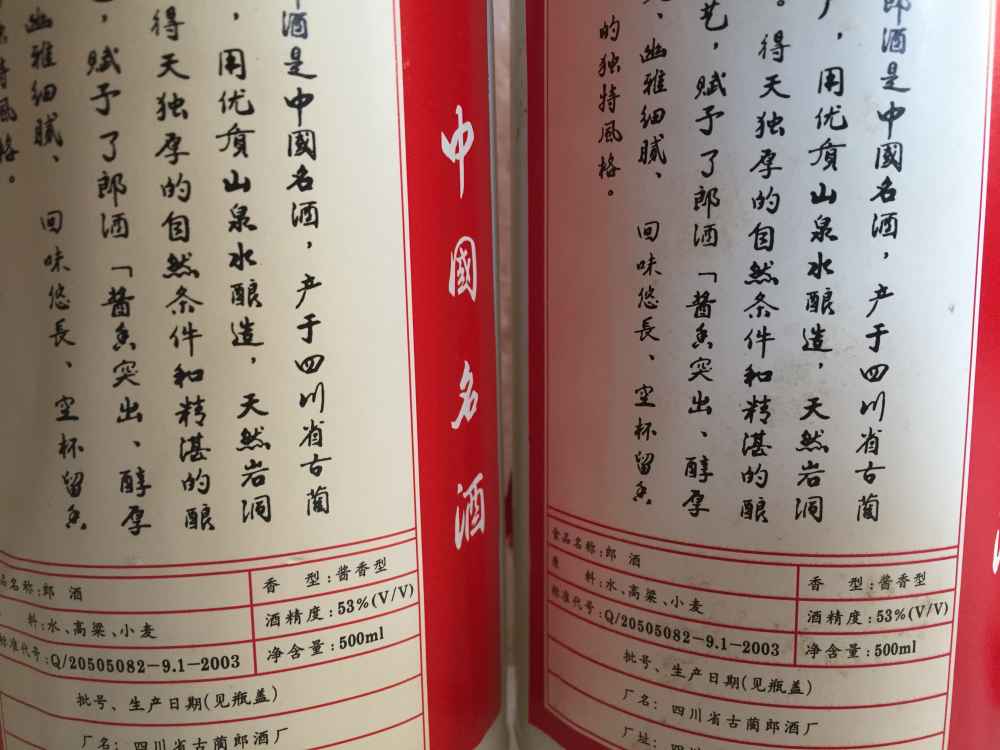 郎酒是中國名酒，产于四川省古蔺
，用优质山泉水酿造，天然岩洞
得天独厚的自然条件和精湛的酿
，赋予了郎酒「酱香突出、醇厚
幽雅细腻、回味悠長、空杯留香
特風格。
中國名酒
品名称：郎 酒
香 型：酱香型
料：水、高粱、小麦
酒精度：53%(V/V)
标准代号：Q/20505082-9.1-2003
净含量：500ml
批号、生产日期(见瓶盖)
厂名：四川省古蔺郎酒厂
郎酒是中國名酒，产于四川省古蔺
，用优质山泉水酿造，天然岩洞
。得天独厚的自然条件和精湛的酿
艺，赋予了郎酒「酱香突出、醇厚
、幽雅细腻、回味悠長、空杯留香
的独特風格。
食品名称：郎 酒
香 型：酱香型
原 料：水、高粱、小麦
酒精度：53%(V/V)
标准代号：Q/20505082-9.1-2003
净含量：500ml
批号、生产日期(见瓶盖)
厂名：四川省古蔺郎酒厂
厂址：四川